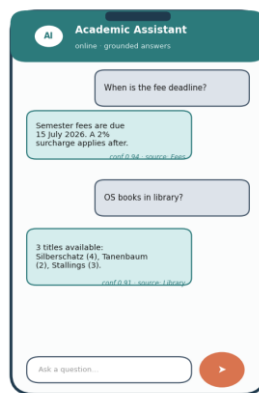 AI
Academic Assistant
online · grounded answers
When is the fee deadline?
Semester fees are due
15 July 2026. A 2%
surcharge applies after.
conf 0.94 · source: Fees
OS books in library?
3 titles available:
Silberschatz (4), Tanenbaum
(2), Stallings (3).
conf 0.91 · source: Library
Ask a question...